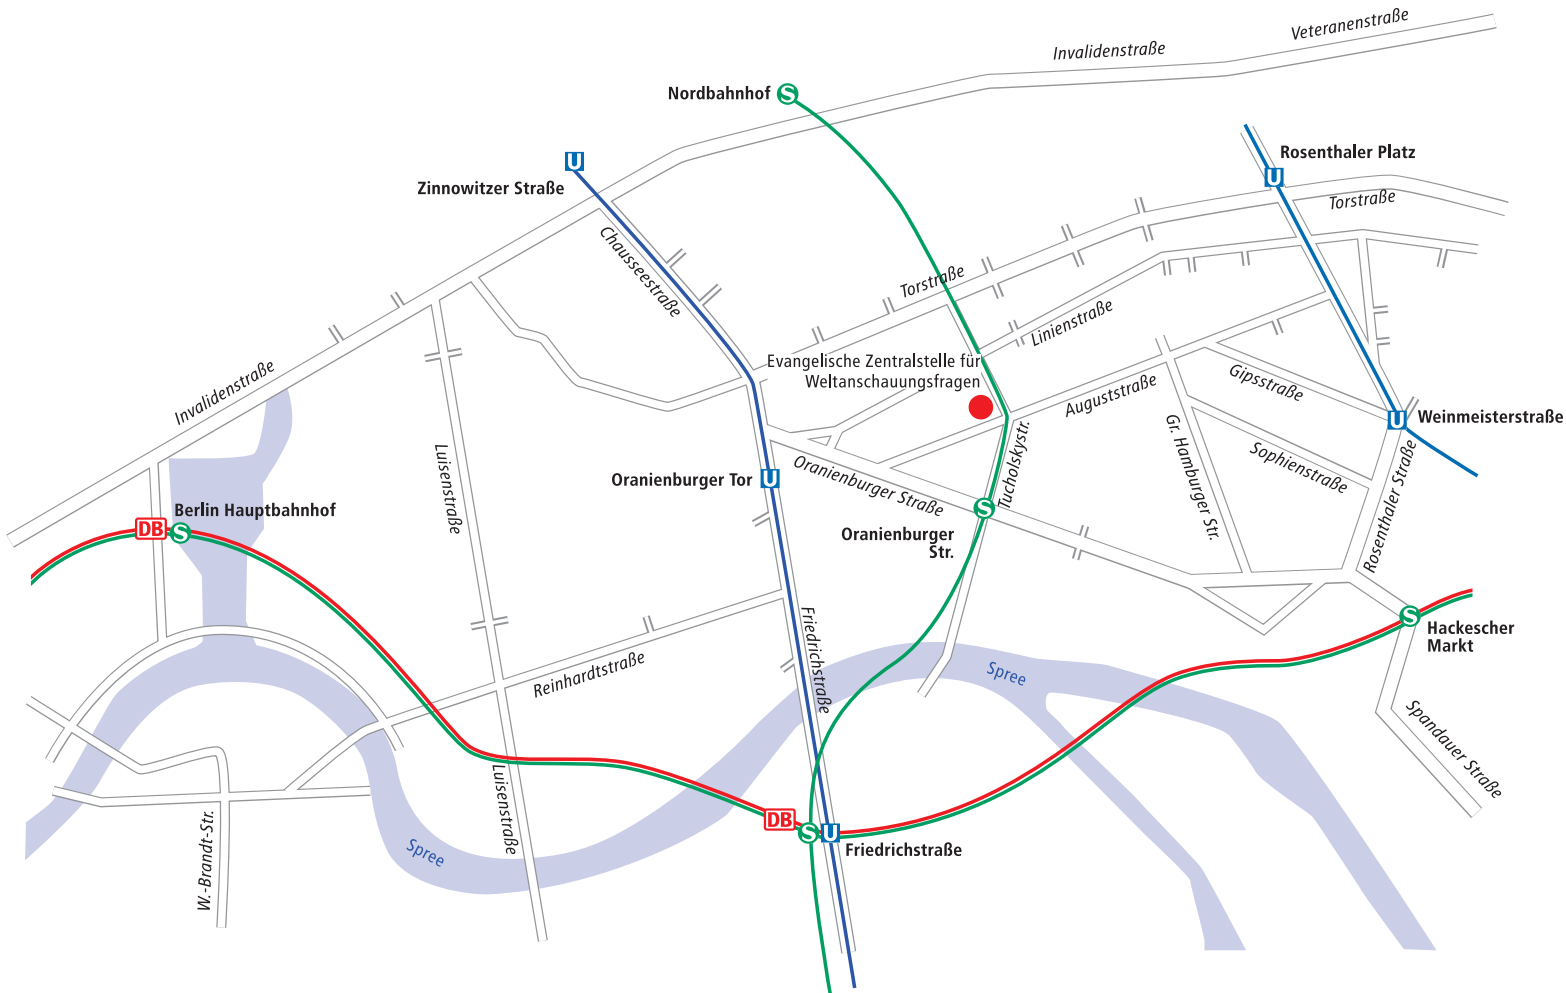 Veteranenstraße
Invalidenstraße
Nordbahnhof
S
U
Rosenthaler Platz
U
Zinnowitzer Straße
Torstraße
Chausseestraße
Torstraße
Linienstraße
Evangelische Zentralstelle für
Weltanschauungsfragen
Invalidenstraße
Auguststraße
Gipsstraße
U
Weinmeisterstraße
Gr. Hamburger Str.
Sophienstraße
Rosenthaler Straße
Luisenstraße
Oranienburger Tor
U
Oranienburger Straße
Tucholskystr.
S
Oranienburger
Str.
Berlin Hauptbahnhof
DB
S
Friedrichstraße
Reinhardtstraße
S
Hackescher
Markt
Spree
Spandauer Straße
Luisenstraße
W.-Brandt-Str.
Spree
DB
S
U
Friedrichstraße